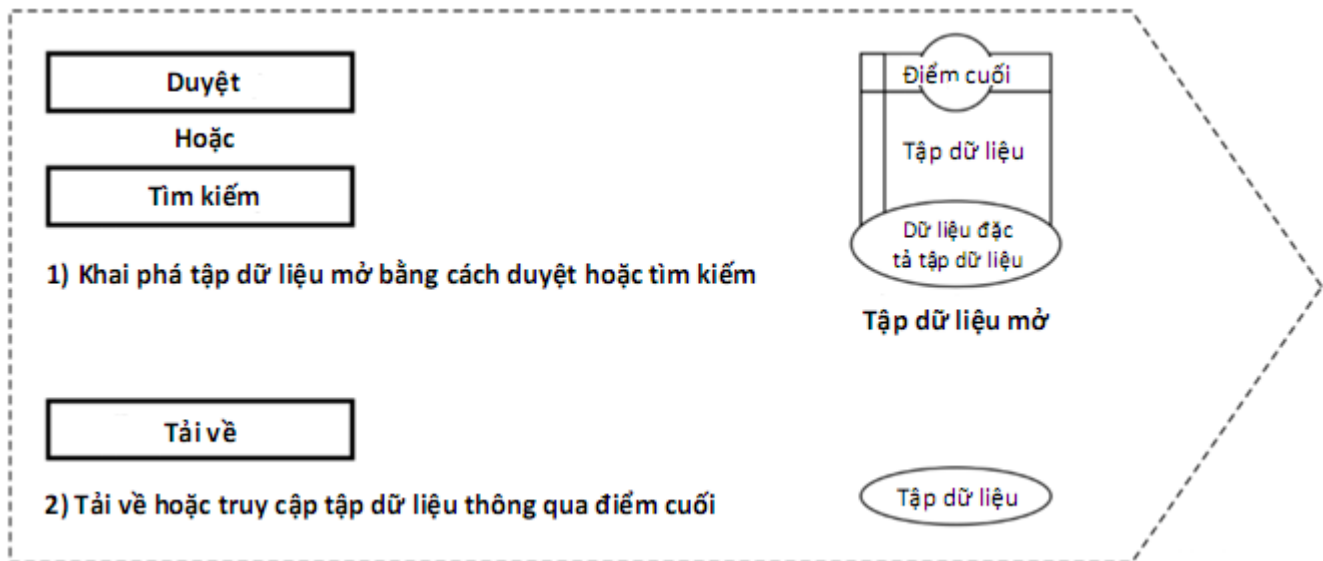 Duyệt
Hoặc
Tìm kiếm
1) Khai phá tập dữ liệu mở bằng cách duyệt hoặc tìm kiếm
Điểm cuối
Tập dữ liệu
Dữ liệu đặc
tả tập dữ liệu
Tập dữ liệu mở
Tải về
2) Tải về hoặc truy cập tập dữ liệu thông qua điểm cuối
Tập dữ liệu